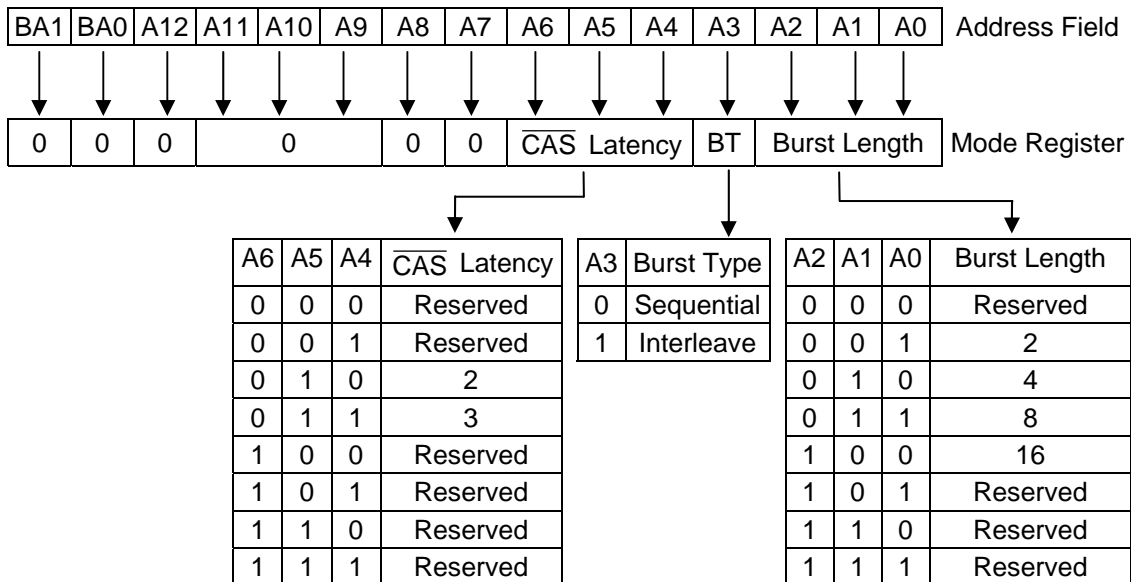 BA1 BA0 A12 A11 A10 A9 A8 A7 A6 A5 A4 A3 A2 A1 A0 Address Field
0 0 0 0 0 0 CAS Latency BT Burst Length Mode Register
A6 A5 A4 CAS Latency
0 0 0 Reserved
0 0 1 Reserved
0 1 0 2
0 1 1 3
1 0 0 Reserved
1 0 1 Reserved
1 1 0 Reserved
1 1 1 Reserved
A3 Burst Type
0 Sequential
1 Interleave
A2 A1 A0 Burst Length
0 0 0 Reserved
0 0 1 2
0 1 0 4
0 1 1 8
1 0 0 16
1 0 1 Reserved
1 1 0 Reserved
1 1 1 Reserved